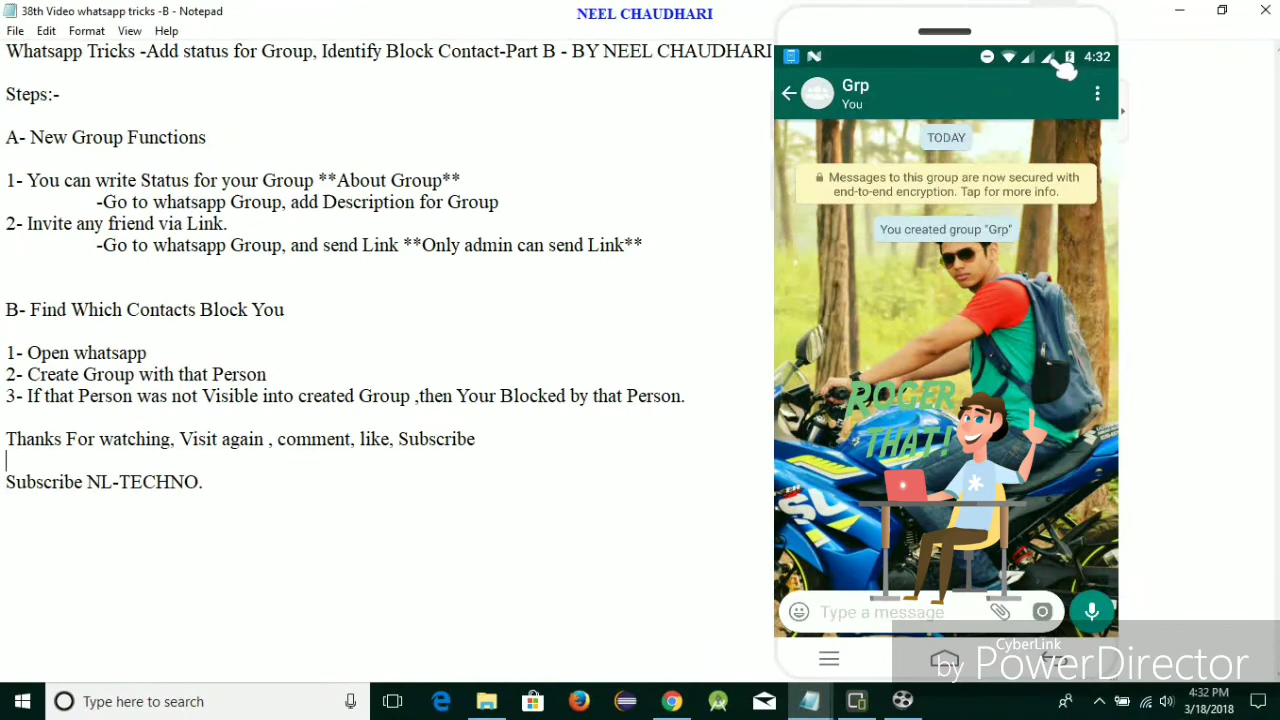 38th Video whatsapp tricks -B - Notepad
NEEL CHAUDHARI
File Edit Format View Help
Whatsapp Tricks -Add status for Group, Identify Block Contact-Part B - BY NEEL CHAUDHARI
Steps:-
A- New Group Functions
1- You can write Status for your Group **About Group**
-Go to whatsapp Group, add Description for Group
2- Invite any friend via Link.
-Go to whatsapp Group, and send Link **Only admin can send Link**
B- Find Which Contacts Block You
1- Open whatsapp
2- Create Group with that Person
3- If that Person was not Visible into created Group ,then Your Blocked by that Person.
Thanks For watching, Visit again , comment, like, Subscribe
Subscribe NL-TECHNO.
4:32
Grp
You
TODAY
Messages to this group are now secured with
end-to-end encryption. Tap for more info.
You created group "Grp"
ROGER
THAT!
SUZUKI
Type a message
CyberLink
by PowerDirector
Type here to search
4:32 PM
3/18/2018